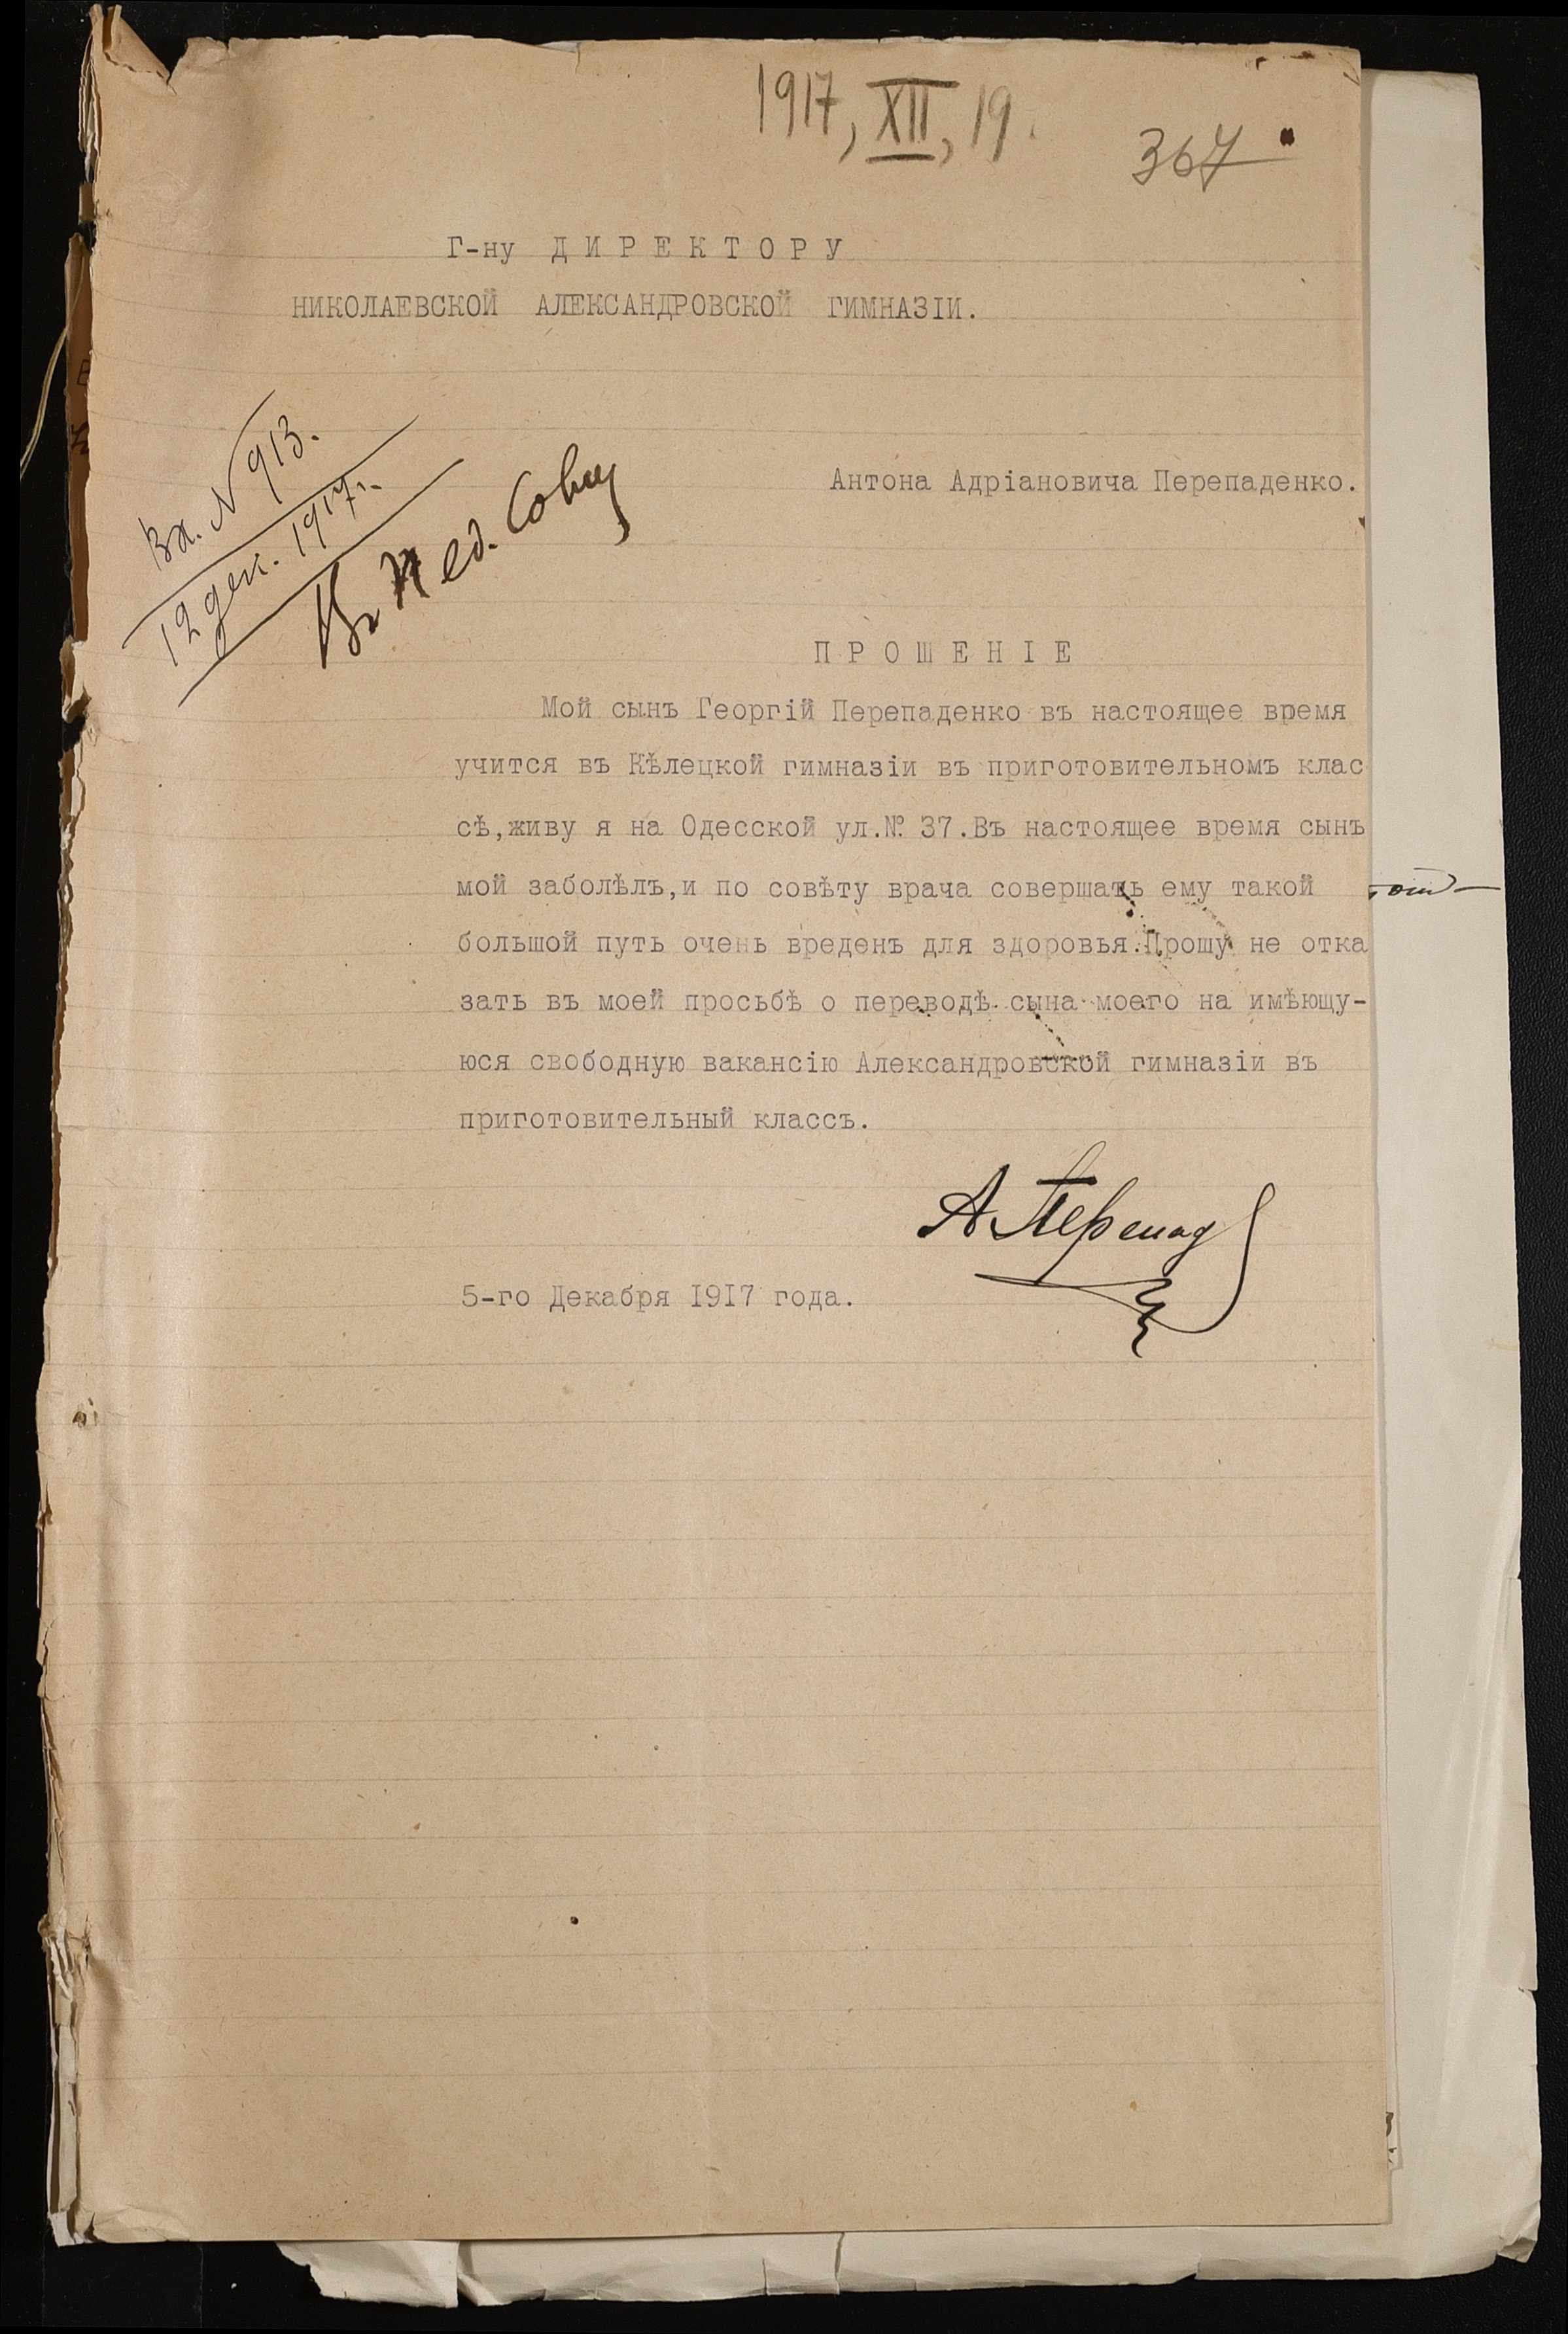 1917, XII, 19.
367
Г-ну ДИРЕКТОРУ
НИКОЛАЕВСКОЙ АЛЕКСАНДРОВСКОЙ ГИМНАЗІИ.
Вх. N 913.
12 дек. 1917 г.
Въ Пед. Совѣт
Антона Адріановича Перепаденко.
ПРОШЕНІЕ
Мой сынъ Георгій Перепаденко въ настоящее время
учится въ Кѣлецкой гимназіи въ приготовительномъ клас
сѣ,живу я на Одесской ул.№ 37.Въ настоящее время сынъ
мой заболѣлъ,и по совѣту врача совершать ему такой
большой путь очень вреденъ для здоровья.Прошу не отка
зать въ моей просьбѣ о переводѣ сына моего на имѣющу-
юся свободную вакансію Александровской гимназіи въ
приготовительный классъ.
А Перепад
5-го Декабря I9I7 года.